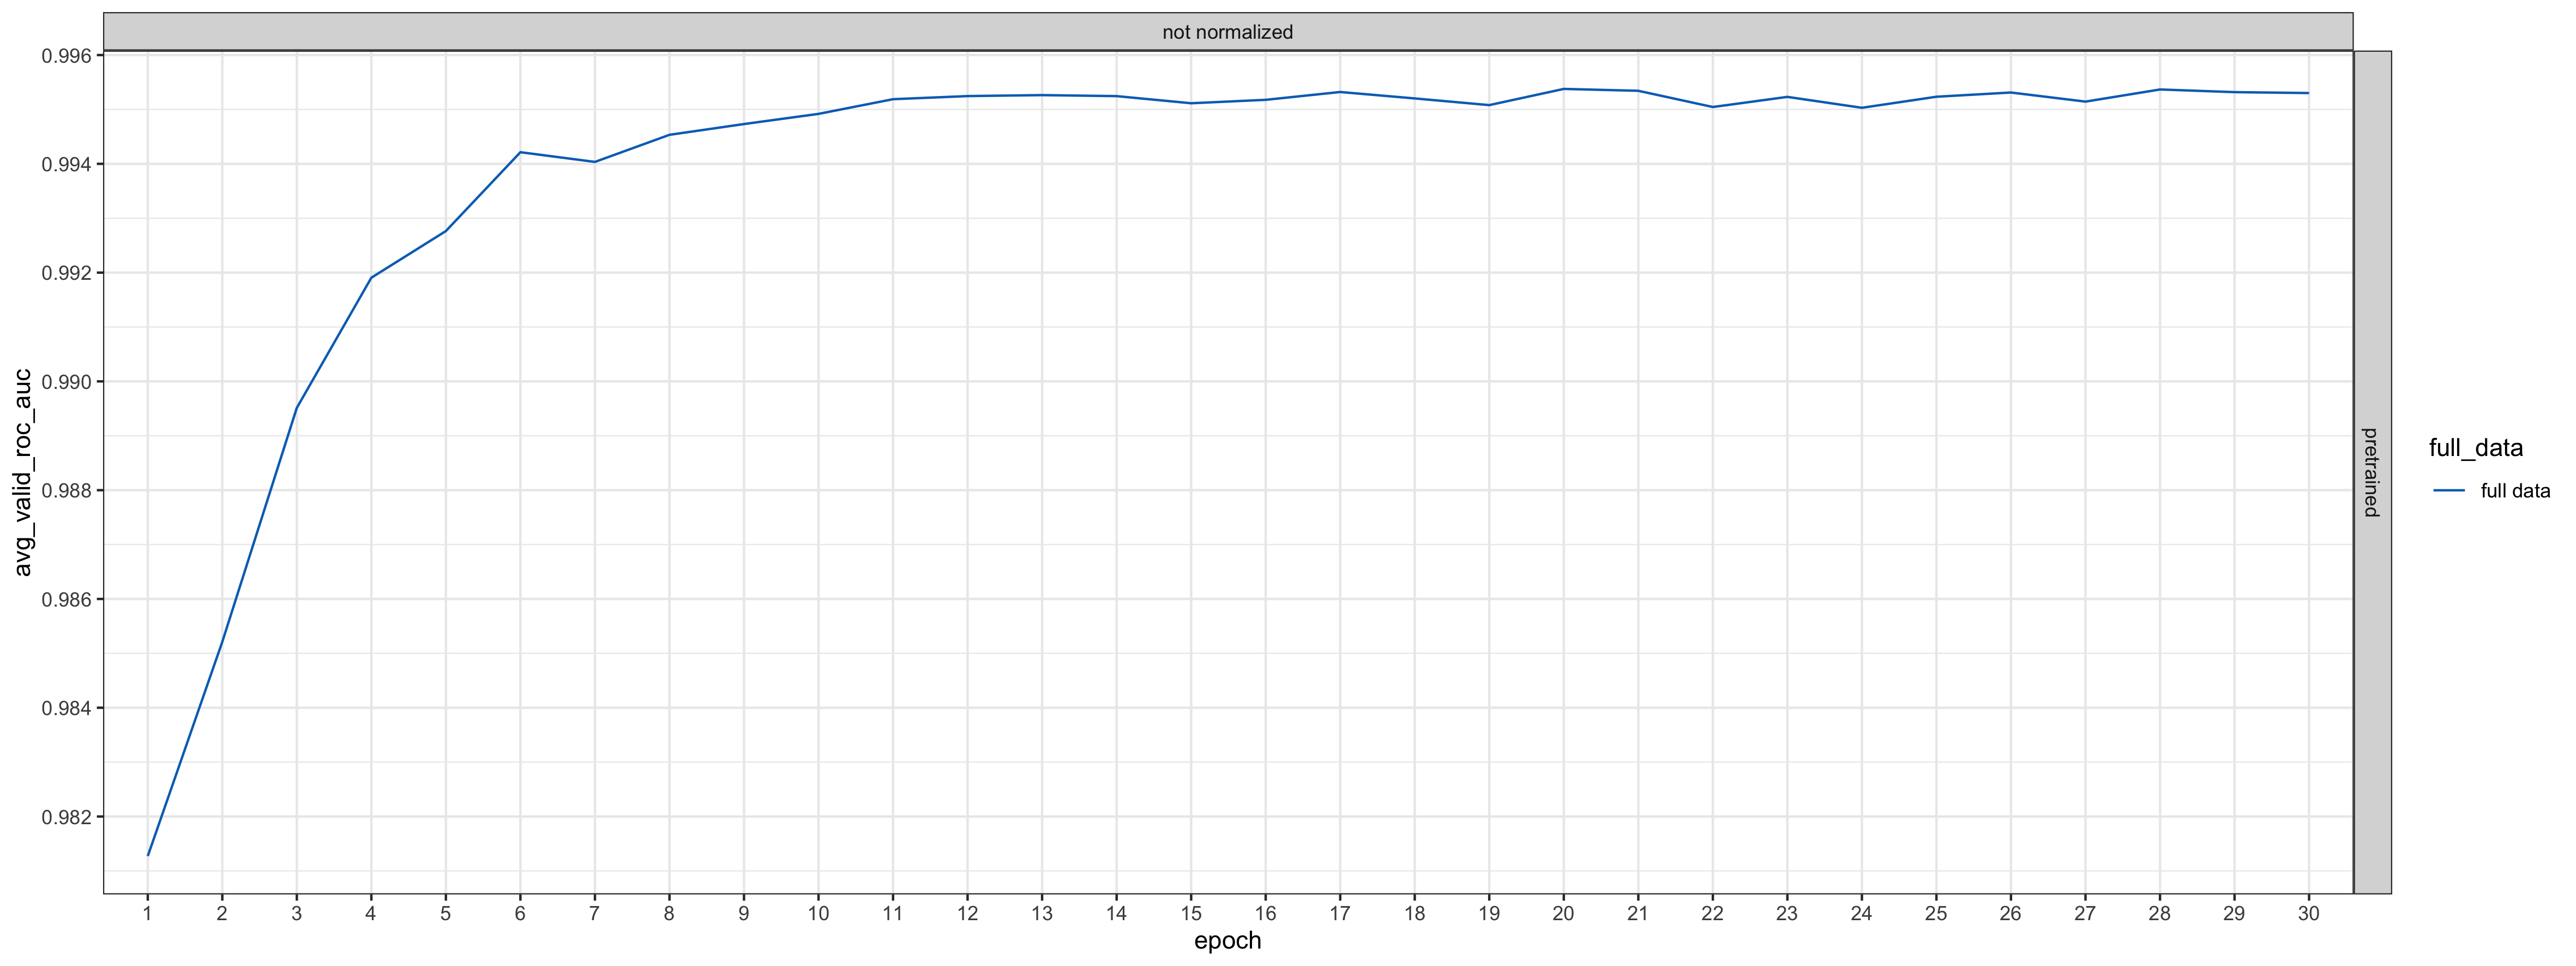 not normalized
0.996
0.994
0.992
0.990
0.988
0.986
0.984
0.982
avg_valid_roc_auc
1 2 3 4 5 6 7 8 9 10 11 12 13 14 15 16 17 18 19 20 21 22 23 24 25 26 27 28 29 30
epoch
pretrained
full_data
full data